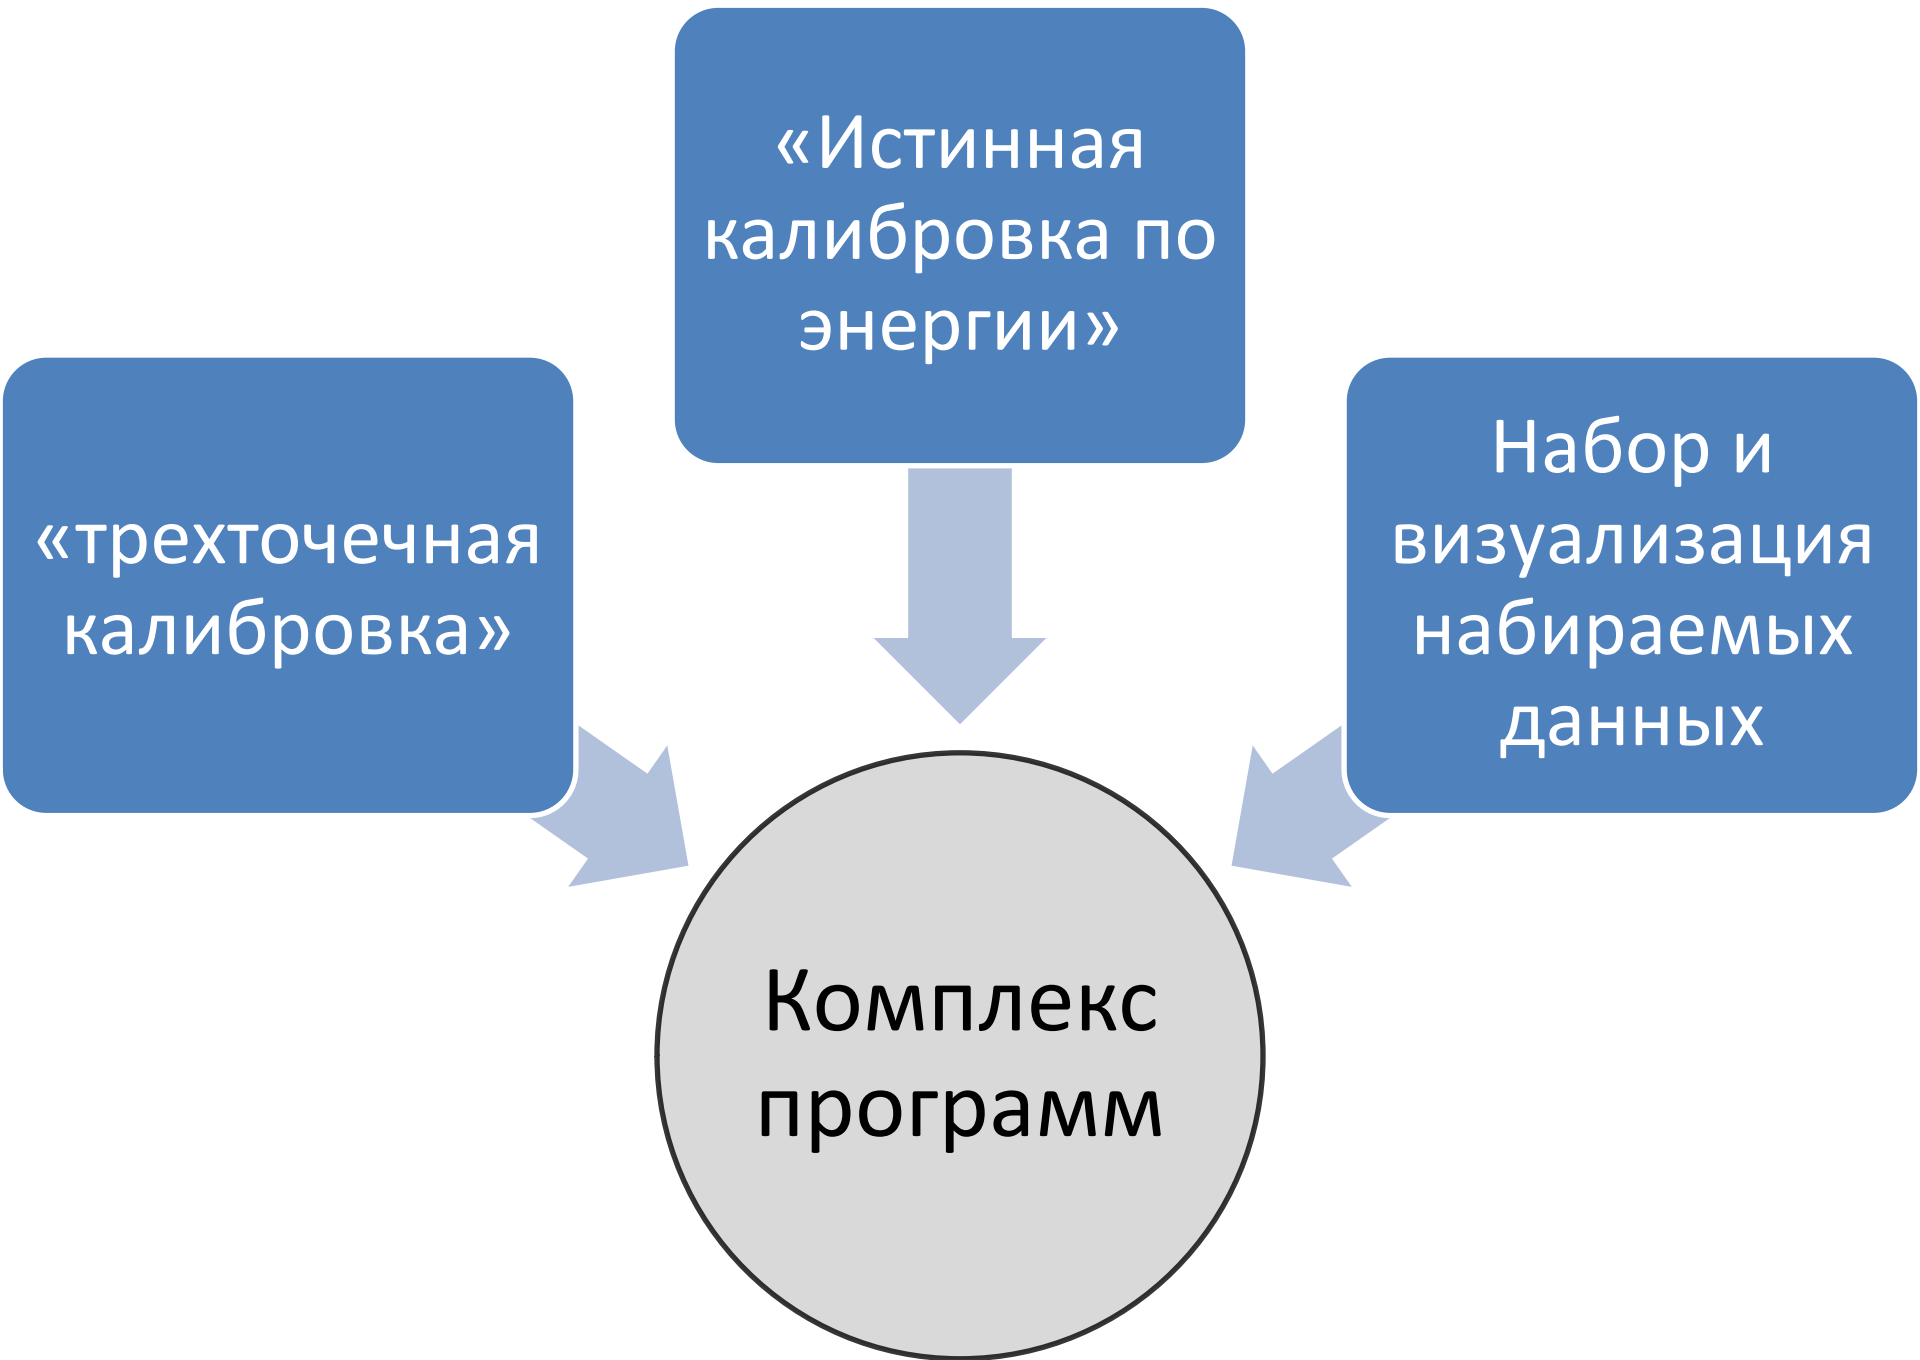 «Истинная
калибровка по
энергии»
«трехточечная
калибровка»
Набор и
визуализация
набираемых
данных
Комплекс
программ